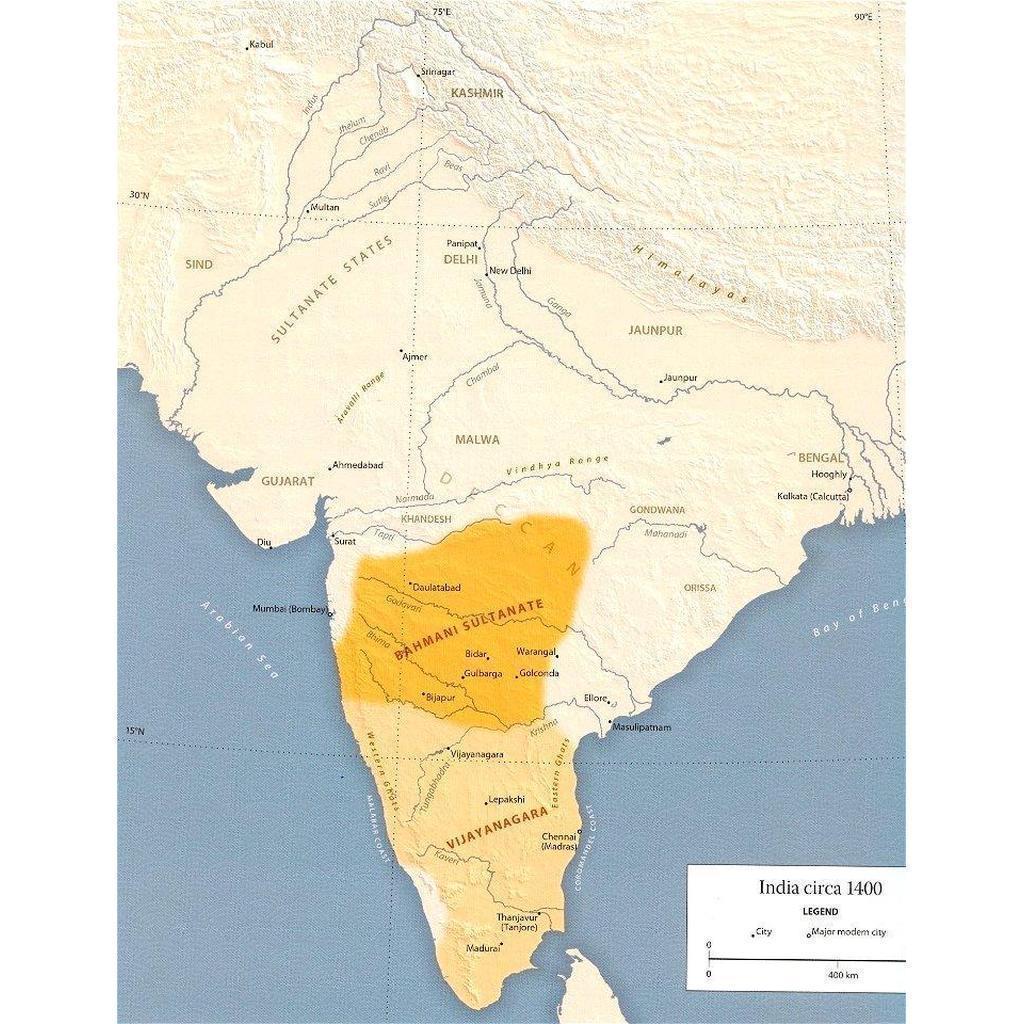 75°E
90°E
Kabul
Srinagar
KASHMIR
Indus
Jhelum
Chenab
Ravi
Beas
Sutlej
30°N
Multan
Panipat
DELHI
New Delhi
SIND
SULTANATE STATES
Himalayas
Jamuna
Ganga
JAUNPUR
Ajmer
Jaunpur
Chambal
Aravalli Range
MALWA
Ahmedabad
GUJARAT
Vindhya Range
BENGAL
Hooghly
Kolkata (Calcutta)
DECCAN
Narmada
KHANDESH
GONDWANA
Mahanadi
Tapti
Diu
Surat
Daulatabad
ORISSA
Godavari
Mumbai (Bombay)
BAHMANI SULTANATE
Arabian Sea
Bay of Beng
Bhima
Bidar
Warangal
Gulbarga
Golconda
Bijapur
Ellore
Masulipatnam
Krishna
15°N
Western Ghats
Vijayanagara
Eastern Ghats
Tungabhadra
Lepakshi
VIJAYANAGARA
MALABAR COAST
Chennai
(Madras)
COROMANDEL COAST
Kaveri
Thanjavur
(Tanjore)
Madurai
India circa 1400
LEGEND
City
Major modern city
0
0
400 km